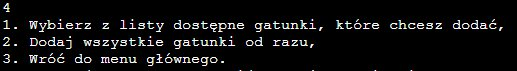 4
1. Wybierz z listy dostępne gatunki, które chcesz dodać,
2. Dodaj wszystkie gatunki od razu,
3. Wróć do menu głównego.